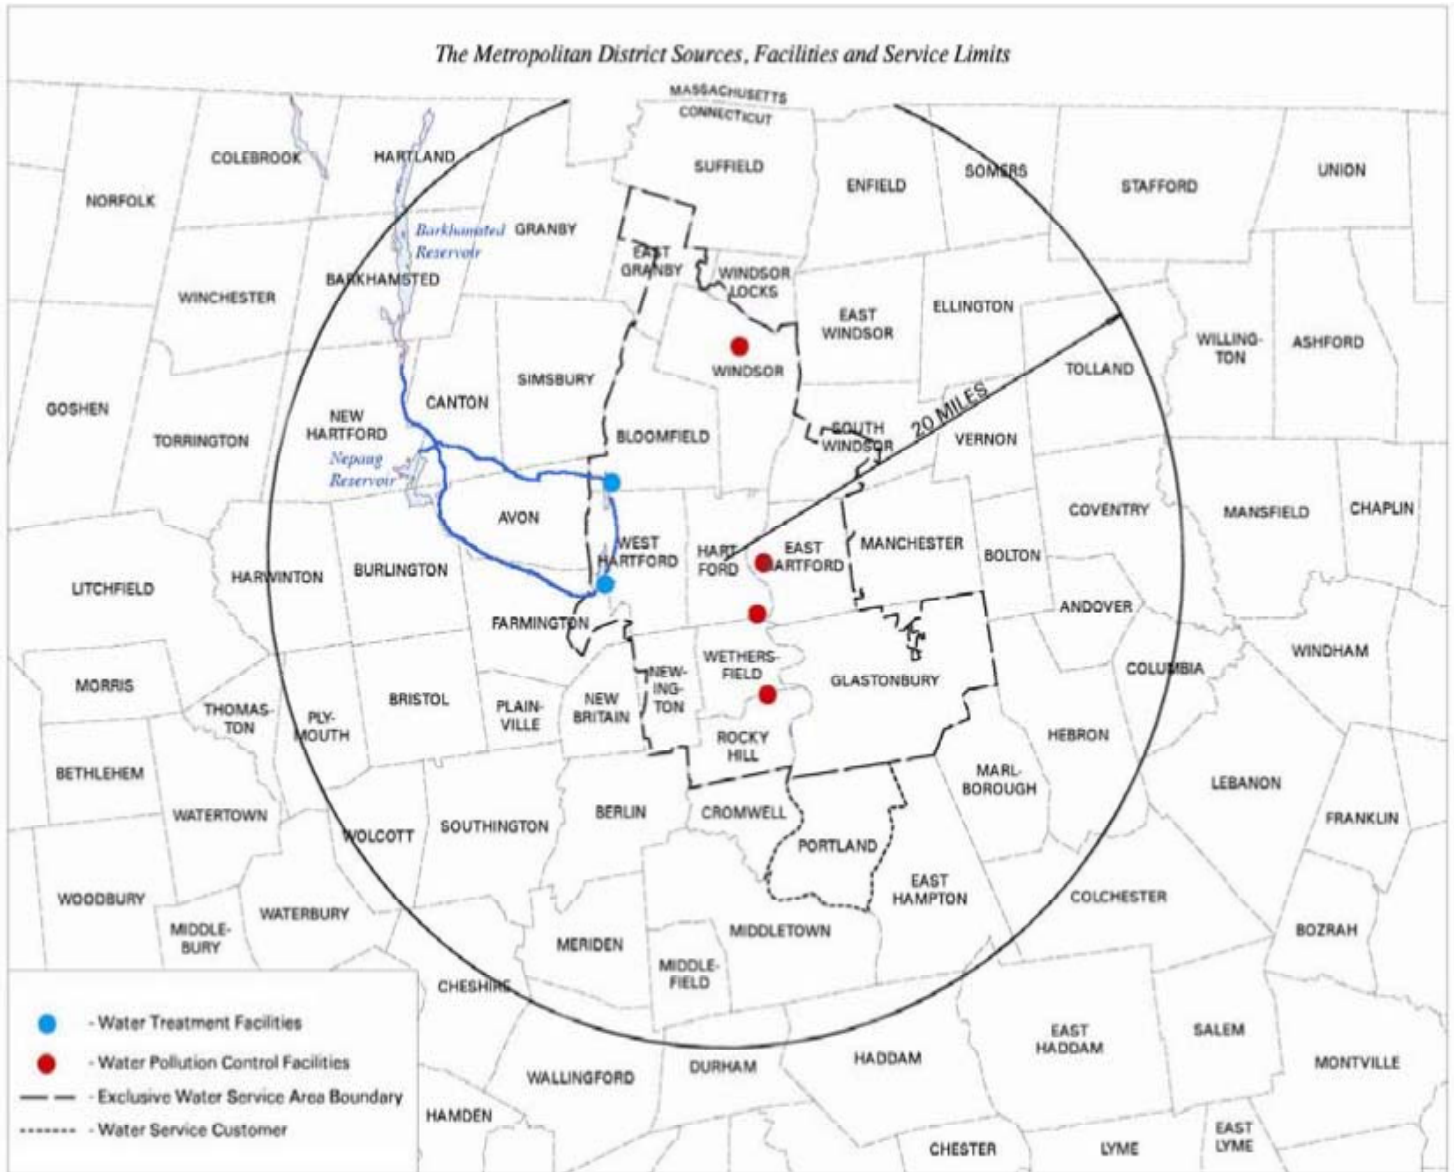 The Metropolitan District Sources, Facilities and Service Limits
MASSACHUSETTS
CONNECTICUT
COLEBROOK
HARTLAND
SUFFIELD
ENFIELD
SOMERS
STAFFORD
UNION
NORFOLK
Barkhamsted
Reservoir
GRANBY
EAST
GRANBY
WINDSOR
LOCKS
BARKHAMSTED
WINCHESTER
EAST
WINDSOR
ELLINGTON
WILLING-
TON
ASHFORD
TOLLAND
WINDSOR
SIMSBURY
CANTON
GOSHEN
TORRINGTON
NEW
HARTFORD
Nepaug
Reservoir
BLOOMFIELD
SOUTH
WINDSOR
20 MILES
VERNON
AVON
COVENTRY
MANSFIELD
CHAPLIN
WEST
HARTFORD
HART
FORD
EAST
HARTFORD
MANCHESTER
BOLTON
LITCHFIELD
HARWINTON
BURLINGTON
ANDOVER
FARMINGTON
WINDHAM
MORRIS
THOMAS-
TON
PLY-
MOUTH
BRISTOL
PLAIN-
VILLE
NEW
BRITAIN
NEW-
ING-
TON
WETHERS-
FIELD
GLASTONBURY
COLUMBIA
HEBRON
ROCKY
HILL
MARL-
BOROUGH
BETHLEHEM
WATERTOWN
WOLCOTT
SOUTHINGTON
BERLIN
CROMWELL
PORTLAND
LEBANON
FRANKLIN
WOODBURY
MIDDLE-
BURY
WATERBURY
EAST
HAMPTON
COLCHESTER
BOZRAH
MERIDEN
MIDDLETOWN
MIDDLE-
FIELD
CHESHIRE
EAST
HADDAM
SALEM
WALLINGFORD
DURHAM
HADDAM
MONTVILLE
HAMDEN
CHESTER
LYME
EAST
LYME
- Water Treatment Facilities
- Water Pollution Control Facilities
- Exclusive Water Service Area Boundary
- Water Service Customer